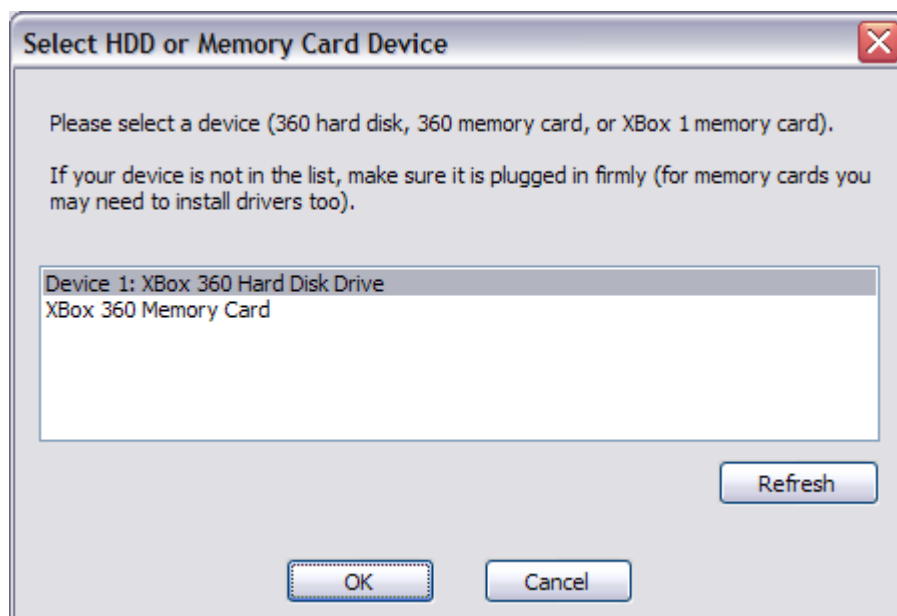 Select HDD or Memory Card Device
Please select a device (360 hard disk, 360 memory card, or XBox 1 memory card).
If your device is not in the list, make sure it is plugged in firmly (for memory cards you
may need to install drivers too).
Device 1: XBox 360 Hard Disk Drive
XBox 360 Memory Card
Refresh
OK
Cancel